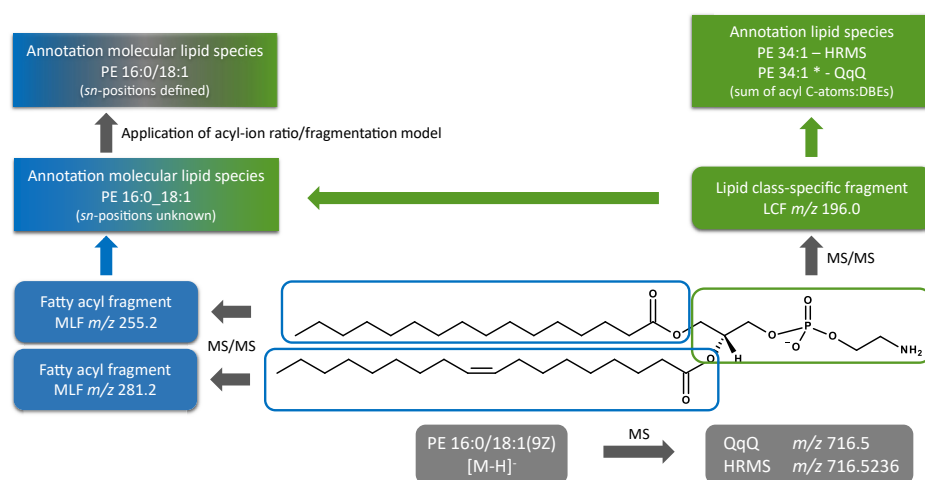 Annotation molecular lipid species
PE 16:0/18:1
(sn-positions defined)
Annotation lipid species
PE 34:1 – HRMS
PE 34:1 * - QqQ
(sum of acyl C-atoms:DBEs)
Application of acyl-ion ratio/fragmentation model
Annotation molecular lipid species
PE 16:0_18:1
(sn-positions unknown)
Lipid class-specific fragment
LCF m/z 196.0
MS/MS
Fatty acyl fragment
MLF m/z 255.2
MS/MS
Fatty acyl fragment
MLF m/z 281.2
O
O
O
O
O
P
O
⁻O
O
H
NH₂
PE 16:0/18:1(9Z)
[M-H]⁻
MS
QqQ m/z 716.5
HRMS m/z 716.5236